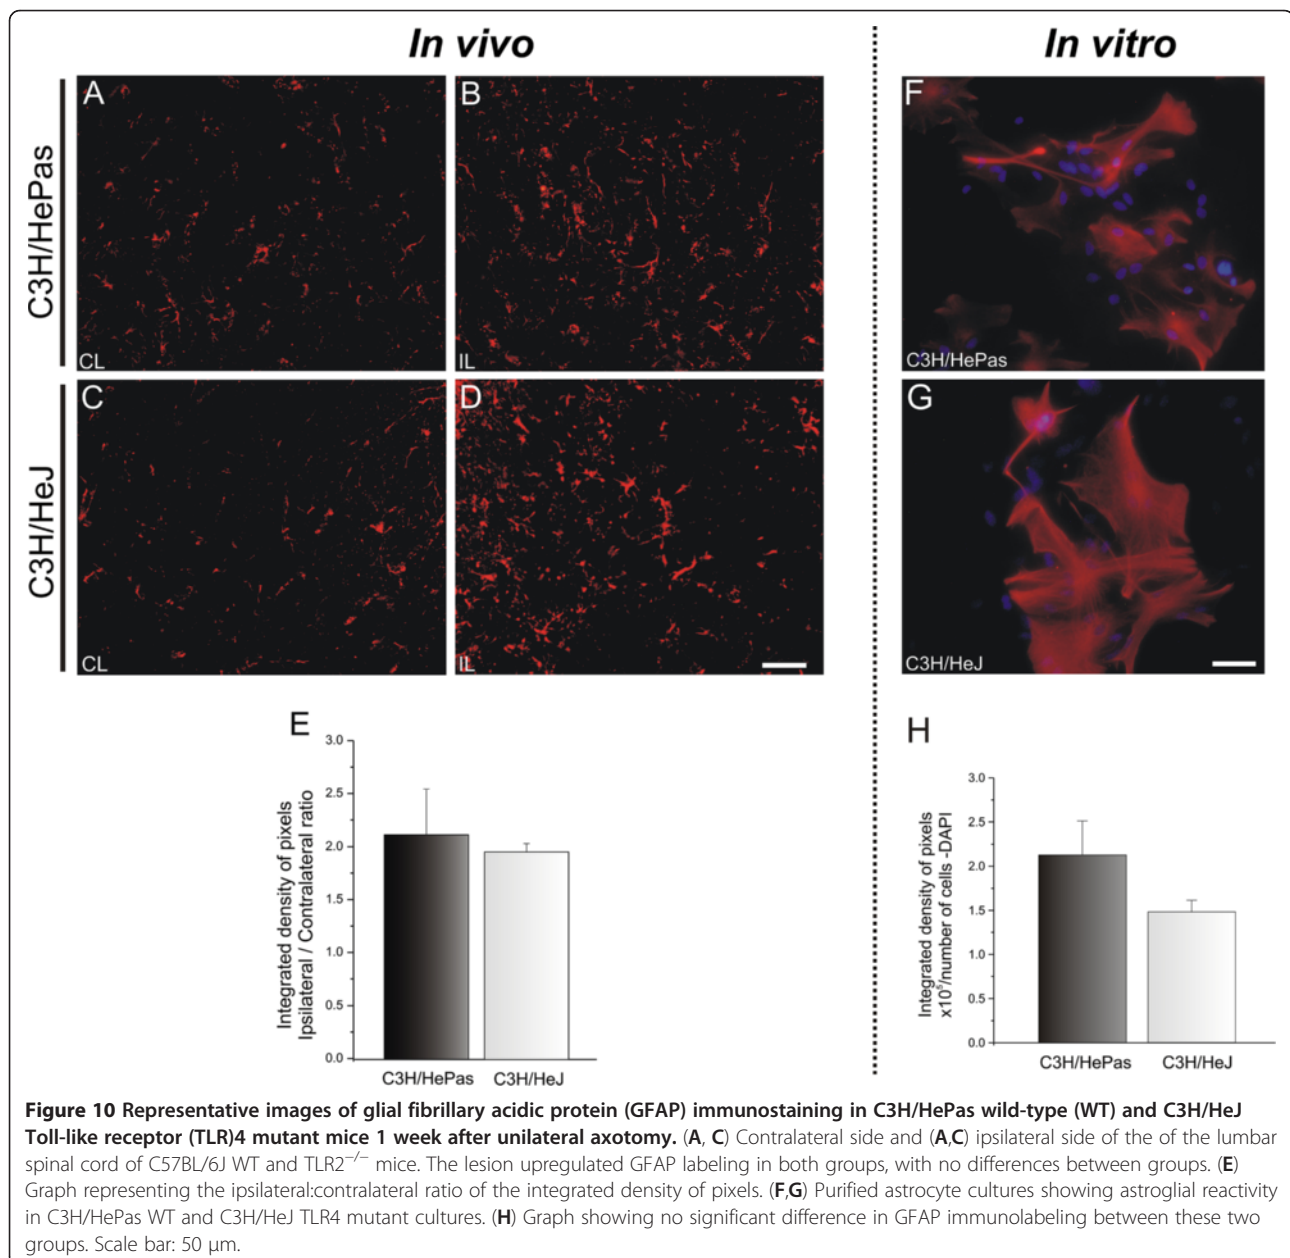 In vivo
In vitro
C3H/HePas
A
CL
B
IL
F
C3H/HePas
C3H/HeJ
C
CL
D
IL
G
C3H/HeJ
E
Integrated density of pixels
Ipsilateral / Contralateral ratio
3.0
2.5
2.0
1.5
1.0
0.5
0.0
C3H/HePas
C3H/HeJ
H
Integrated density of pixels
x10⁵/number of cells -DAPI
3.0
2.5
2.0
1.5
1.0
0.5
0.0
C3H/HePas
C3H/HeJ
Figure 10 Representative images of glial fibrillary acidic protein (GFAP) immunostaining in C3H/HePas wild-type (WT) and C3H/HeJ
Toll-like receptor (TLR)4 mutant mice 1 week after unilateral axotomy. (A, C) Contralateral side and (A,C) ipsilateral side of the of the lumbar
spinal cord of C57BL/6J WT and TLR2⁻/⁻ mice. The lesion upregulated GFAP labeling in both groups, with no differences between groups. (E)
Graph representing the ipsilateral:contralateral ratio of the integrated density of pixels. (F,G) Purified astrocyte cultures showing astroglial reactivity
in C3H/HePas WT and C3H/HeJ TLR4 mutant cultures. (H) Graph showing no significant difference in GFAP immunolabeling between these two
groups. Scale bar: 50 μm.